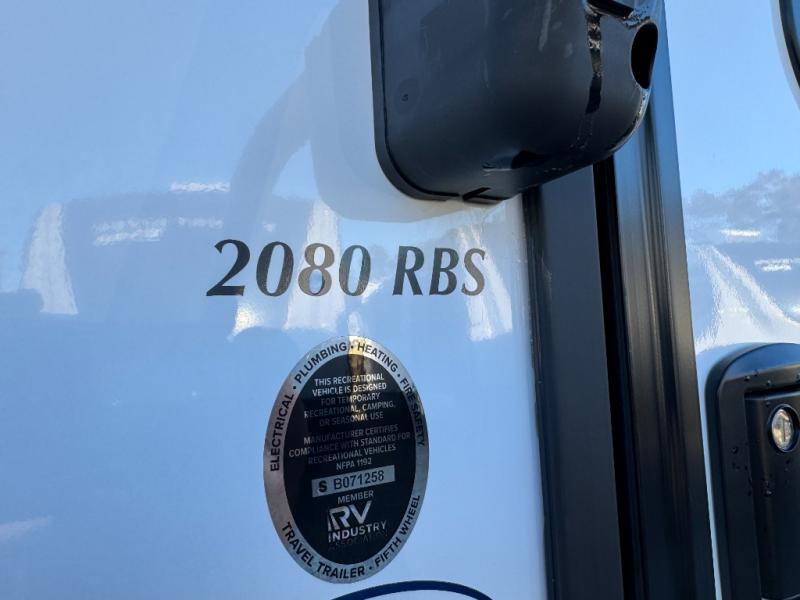 2080 RBS
ELECTRICAL • PLUMBING • HEATING • FIRE SAFETY
THIS RECREATIONAL
VEHICLE IS DESIGNED
FOR TEMPORARY
RECREATIONAL, CAMPING,
OR SEASONAL USE
MANUFACTURER CERTIFIES
COMPLIANCE WITH STANDARD FOR
RECREATIONAL VEHICLES
NFPA 1192
S B071258
MEMBER
RV
INDUSTRY
ASSOCIATION
TRAVEL TRAILER • FIFTH WHEEL